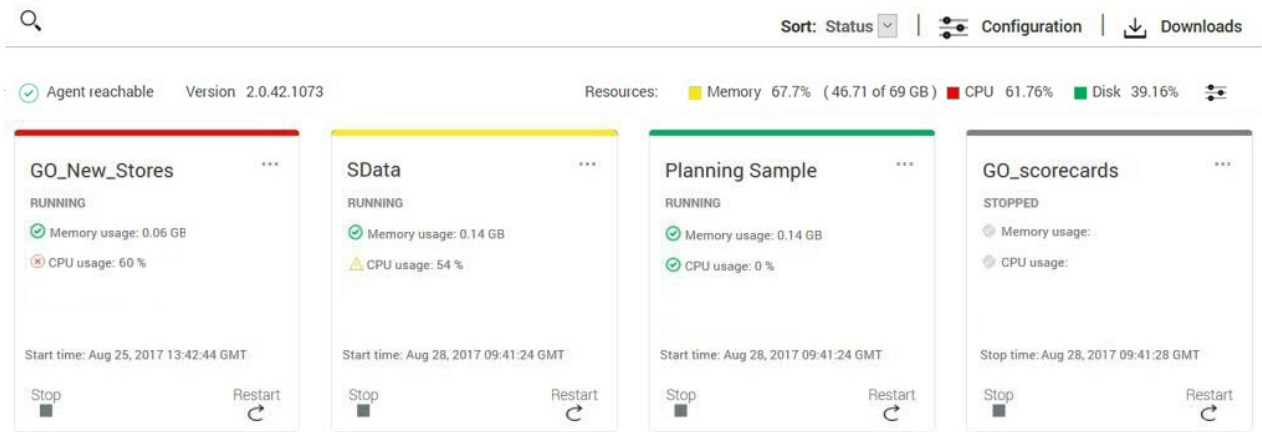 Sort: Status | Configuration | Downloads
Agent reachable Version 2.0.42.1073 Resources: Memory 67.7% ( 46.71 of 69 GB ) CPU 61.76% Disk 39.16%
GO_New_Stores ...
RUNNING
Memory usage: 0.06 GB
CPU usage: 60 %
Start time: Aug 25, 2017 13:42:44 GMT
Stop Restart
SData ...
RUNNING
Memory usage: 0.14 GB
CPU usage: 54 %
Start time: Aug 28, 2017 09:41:24 GMT
Stop Restart
Planning Sample ...
RUNNING
Memory usage: 0.14 GB
CPU usage: 0 %
Start time: Aug 28, 2017 09:41:24 GMT
Stop Restart
GO_scorecards ...
STOPPED
Memory usage:
CPU usage:
Stop time: Aug 28, 2017 09:41:28 GMT
Stop Restart